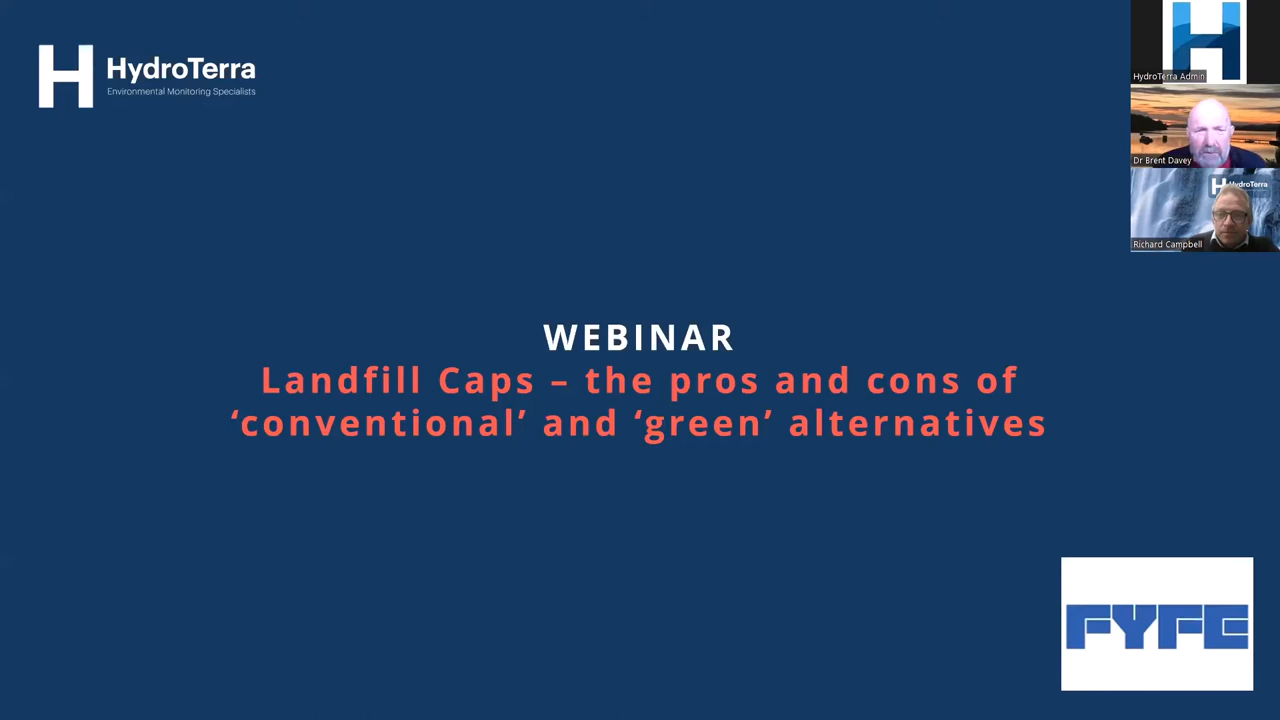 HydroTerra
Environmental Monitoring Specialists
HydroTerra Admin
Dr Brent Davey
HydroTerra
Richard Campbell
WEBINAR
Landfill Caps – the pros and cons of
‘conventional’ and ‘green’ alternatives
FYFE